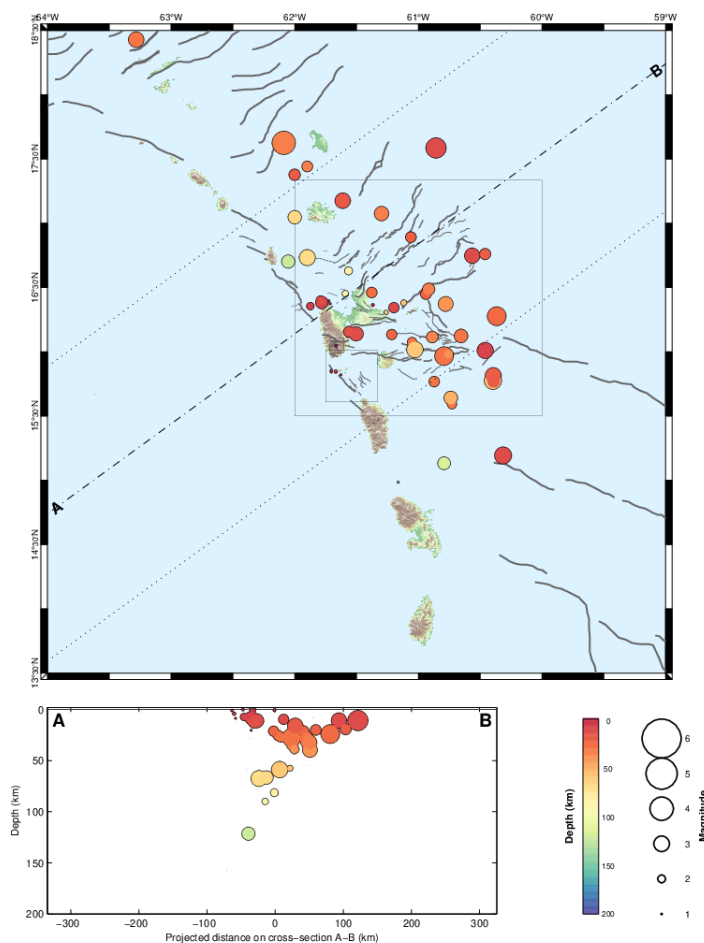 64°W 63°W 62°W 61°W 60°W 59°W
18°30'N
B
17°30'N
16°30'N
15°30'N
A
14°30'N
13°30'N
A B
0
50
100
150
200
Depth (km)
−300 −200 −100 0 100 200 300
Projected distance on cross−section A−B (km)
0
50
100
150
200
Depth (km)
6
5
4
3
2
1
Magnitude